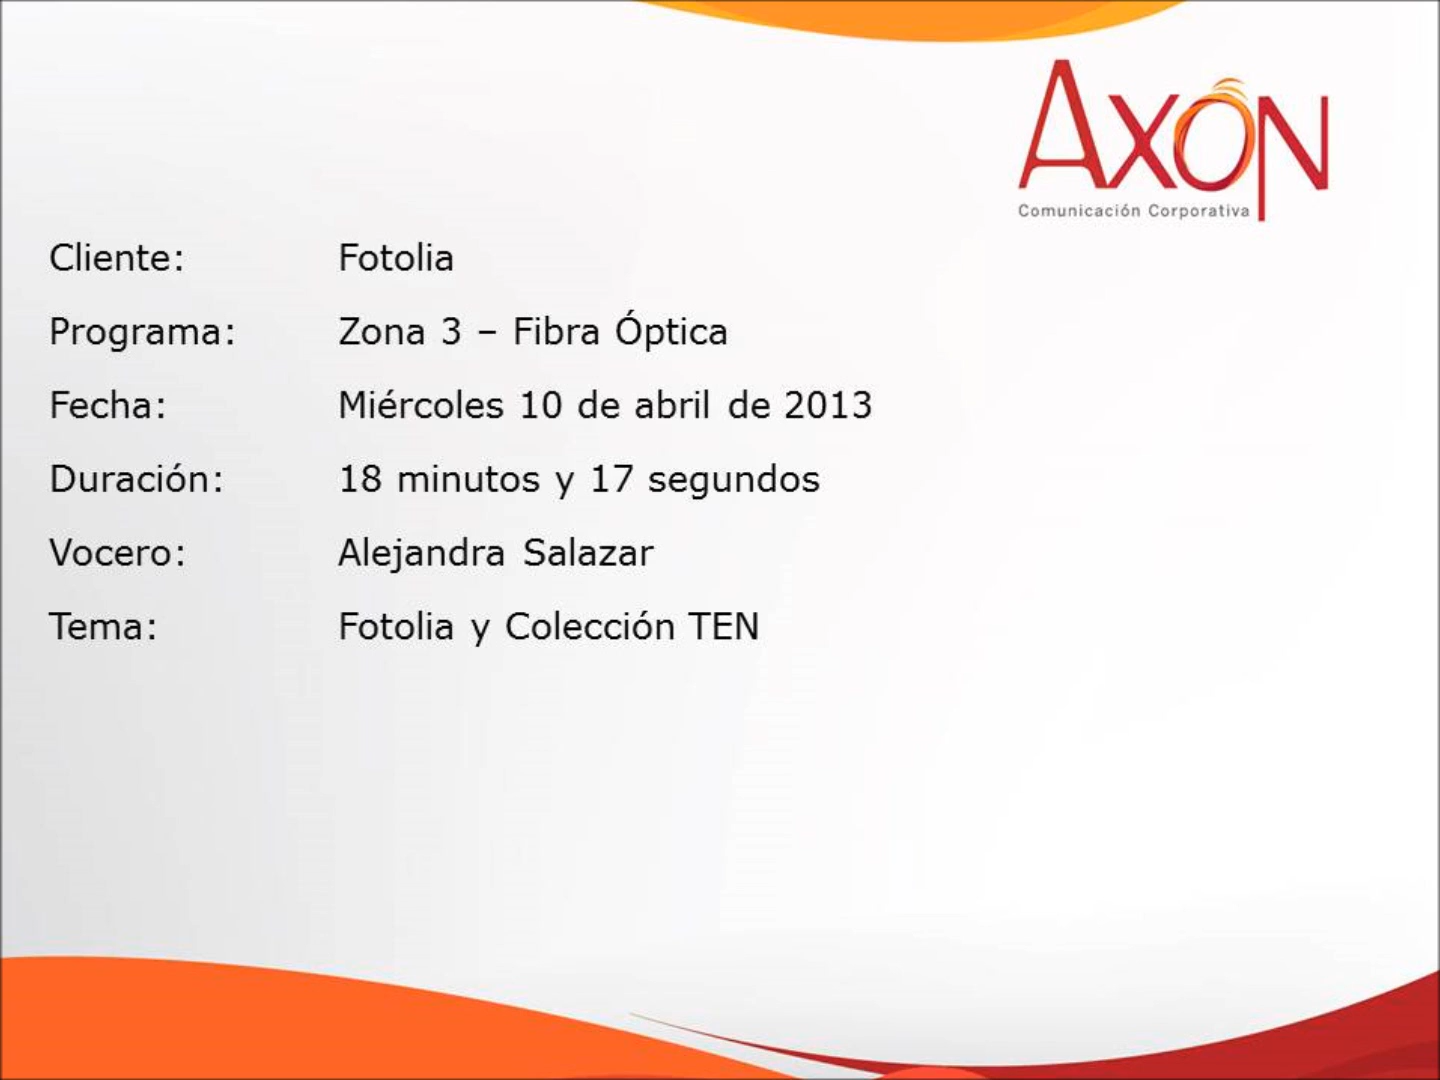 AXÓN
Comunicación Corporativa
Cliente: Fotolia
Programa: Zona 3 – Fibra Óptica
Fecha: Miércoles 10 de abril de 2013
Duración: 18 minutos y 17 segundos
Vocero: Alejandra Salazar
Tema: Fotolia y Colección TEN